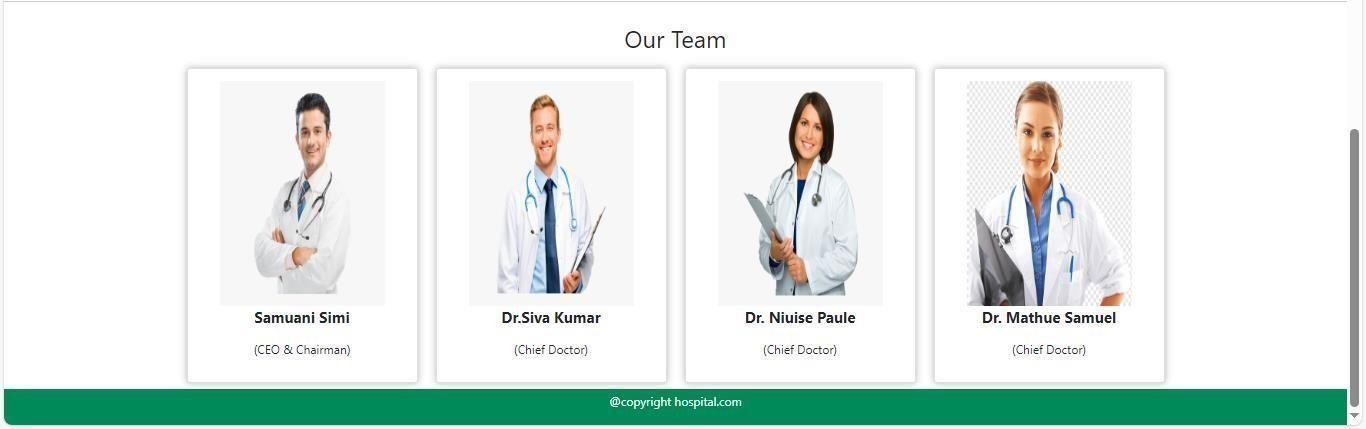 Our Team
Samuani Simi
(CEO & Chairman)
Dr.Siva Kumar
(Chief Doctor)
Dr. Niuise Paule
(Chief Doctor)
Dr. Mathue Samuel
(Chief Doctor)
@copyright hospital.com